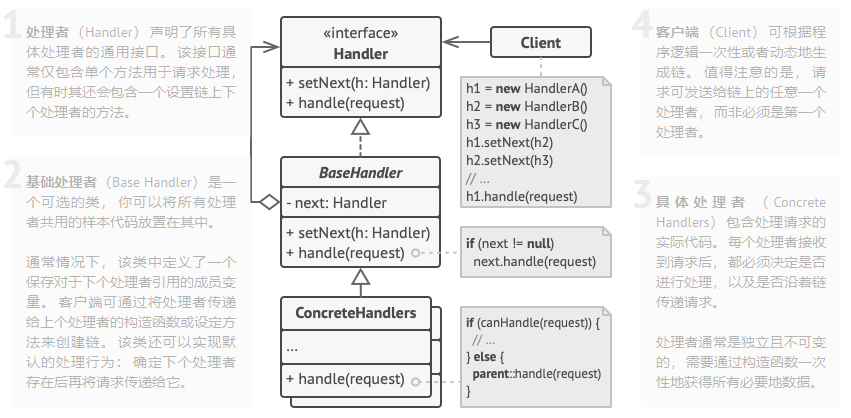 1
处理者（Handler）声明了所有具
体处理者的通用接口。 该接口通
常仅包含单个方法用于请求处理，
但有时其还会包含一个设置链上下
个处理者的方法。
«interface»
Handler
+ setNext(h: Handler)
+ handle(request)
Client
h1 = new HandlerA()
h2 = new HandlerB()
h3 = new HandlerC()
h1.setNext(h2)
h2.setNext(h3)
// ...
h1.handle(request)
4
客户端（Client）可根据程
序逻辑一次性或者动态地生
成链。 值得注意的是， 请
求可发送给链上的任意一个
处理者， 而非必须是第一个
处理者。
2
基础处理者（Base Handler）是一
个可选的类， 你可以将所有处理
者共用的样本代码放置在其中。
通常情况下， 该类中定义了一个
保存对于下个处理者引用的成员变
量。 客户端可通过将处理者传递
给上个处理者的构造函数或设定方
法来创建链。 该类还可以实现默
认的处理行为： 确定下个处理者
存在后再将请求传递给它。
BaseHandler
- next: Handler
+ setNext(h: Handler)
+ handle(request)
if (next != null)
next.handle(request)
ConcreteHandlers
...
+ handle(request)
if (canHandle(request)) {
// ...
} else {
parent::handle(request)
}
3
具体处理者（Concrete
Handlers）包含处理请求的
实际代码。 每个处理者接收
到请求后， 都必须决定是否
进行处理， 以及是否沿着链
传递请求。
处理者通常是独立且不可变
的， 需要通过构造函数一次
性地获得所有必要地数据。